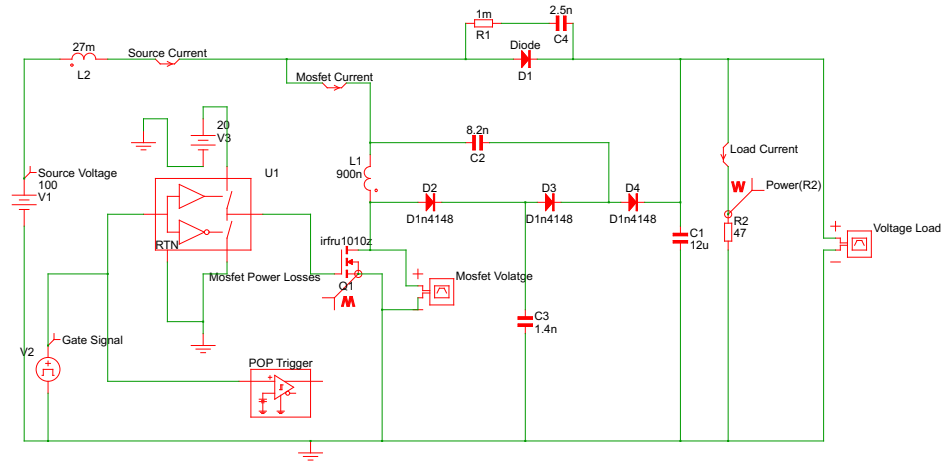 2.5n
1m
R1
C4
27m
Source Current
Diode
L2
D1
Mosfet Current
20
V3
8.2n
C2
Load Current
L1
900n
Source Voltage
100
V1
U1
D2
D3
D4
Power(R2)
D1n4148
D1n4148
D1n4148
R2
47
C1
12u
Voltage Load
irfru1010z
RTN
Mosfet Power Losses
Q1
Mosfet Volatge
C3
1.4n
Gate Signal
V2
POP Trigger